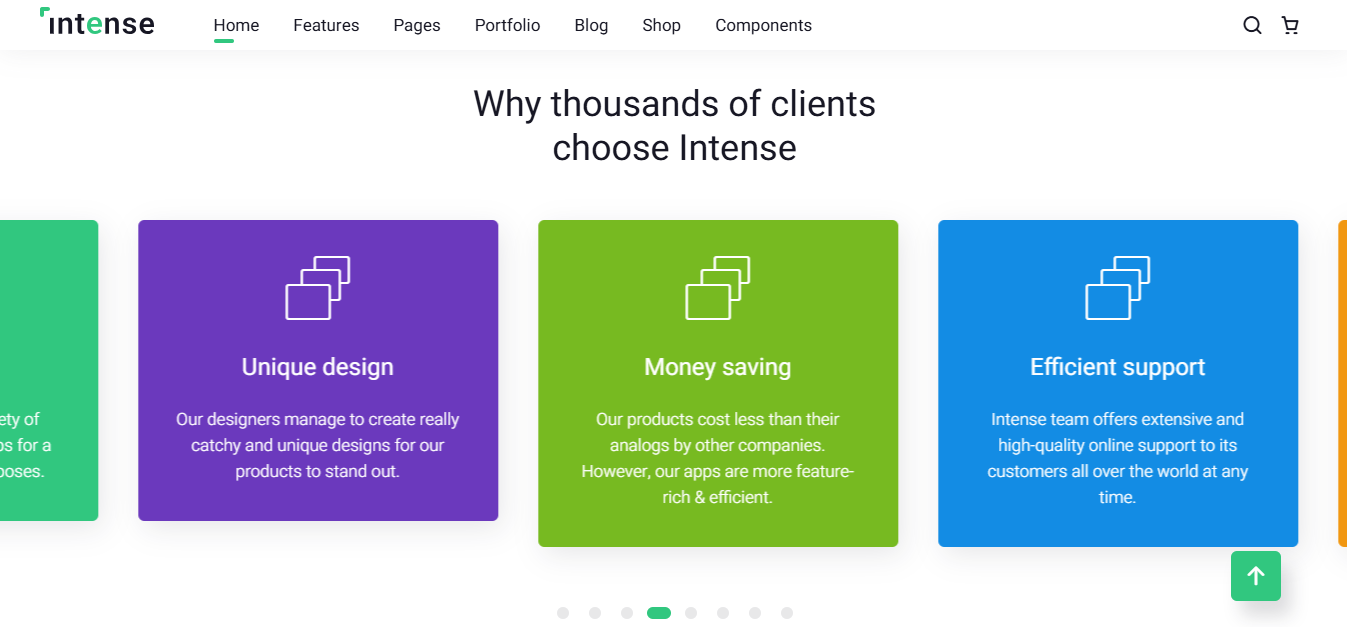 intense
Home Features Pages Portfolio Blog Shop Components
Why thousands of clients
choose Intense
ety of
os for a
poses.
Unique design
Our designers manage to create really
catchy and unique designs for our
products to stand out.
Money saving
Our products cost less than their
analogs by other companies.
However, our apps are more feature-
rich & efficient.
Efficient support
Intense team offers extensive and
high-quality online support to its
customers all over the world at any
time.